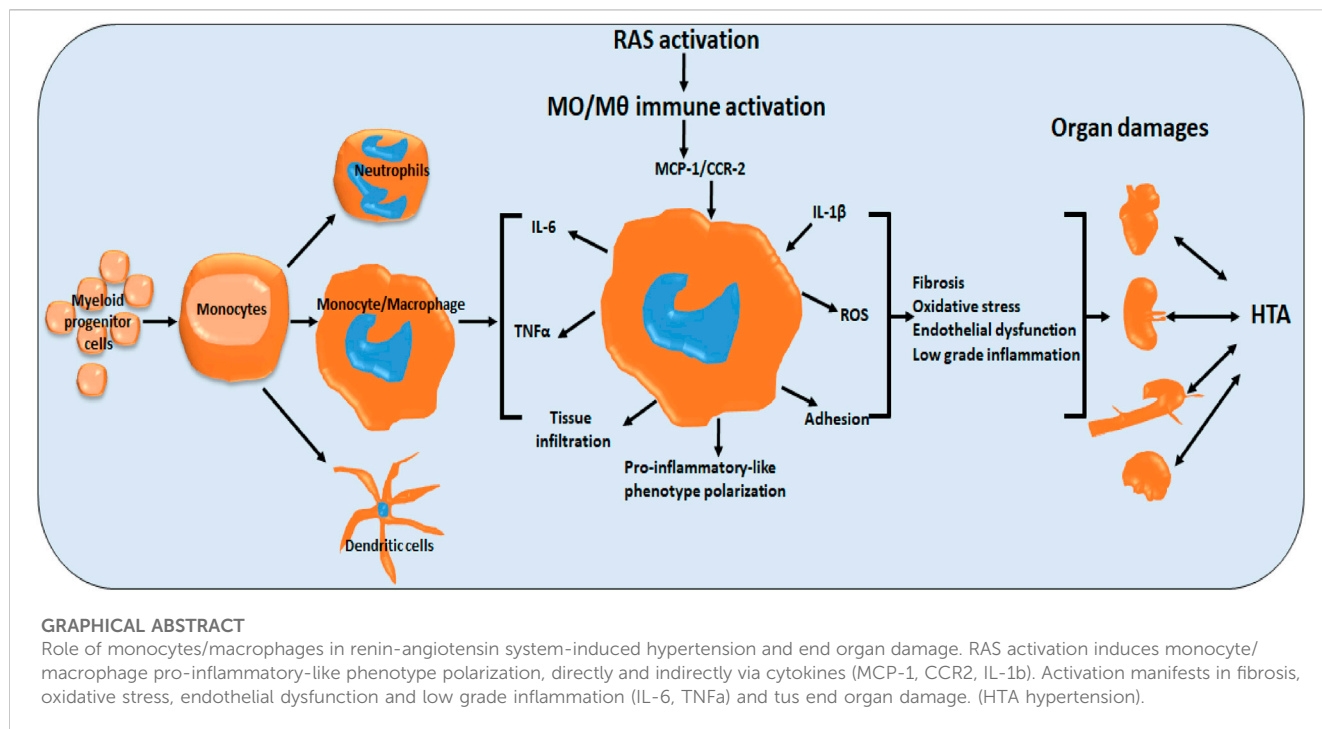 RAS activation
MO/Mθ immune activation
MCP-1/CCR-2
Organ damages
Neutrophils
Myeloid
progenitor
cells
Monocytes
Monocyte/Macrophage
Dendritic cells
IL-6
TNFα
Tissue
infiltration
Pro-inflammatory-like
phenotype polarization
IL-1β
ROS
Adhesion
Fibrosis
Oxidative stress
Endothelial dysfunction
Low grade inflammation
HTA
GRAPHICAL ABSTRACT
Role of monocytes/macrophages in renin-angiotensin system-induced hypertension and end organ damage. RAS activation induces monocyte/
macrophage pro-inflammatory-like phenotype polarization, directly and indirectly via cytokines (MCP-1, CCR2, IL-1b). Activation manifests in fibrosis,
oxidative stress, endothelial dysfunction and low grade inflammation (IL-6, TNFa) and tus end organ damage. (HTA hypertension).